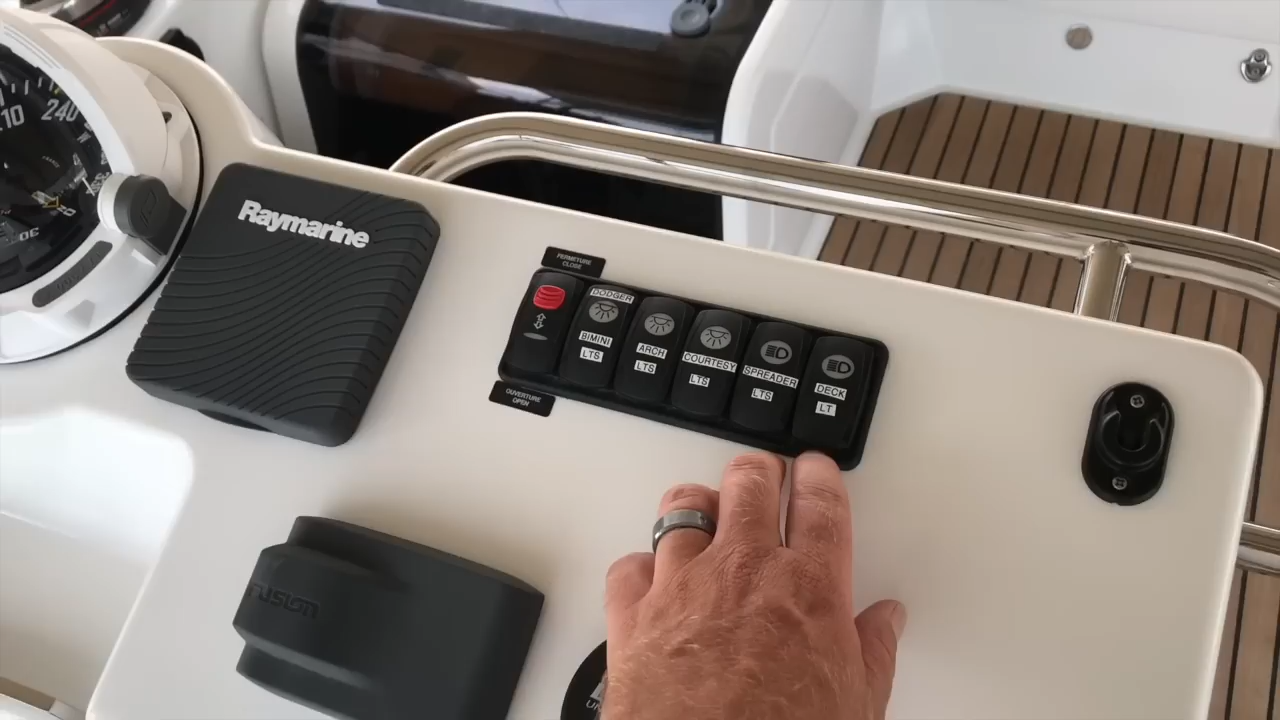 10
240
30
Raymarine
FERMETURE
CLOSE
DODGER
BIMINI
LTS
ARCH
LTS
COURTESY
LTS
SPREADER
LTS
DECK
LT
OUVERTURE
OPEN
FUSION